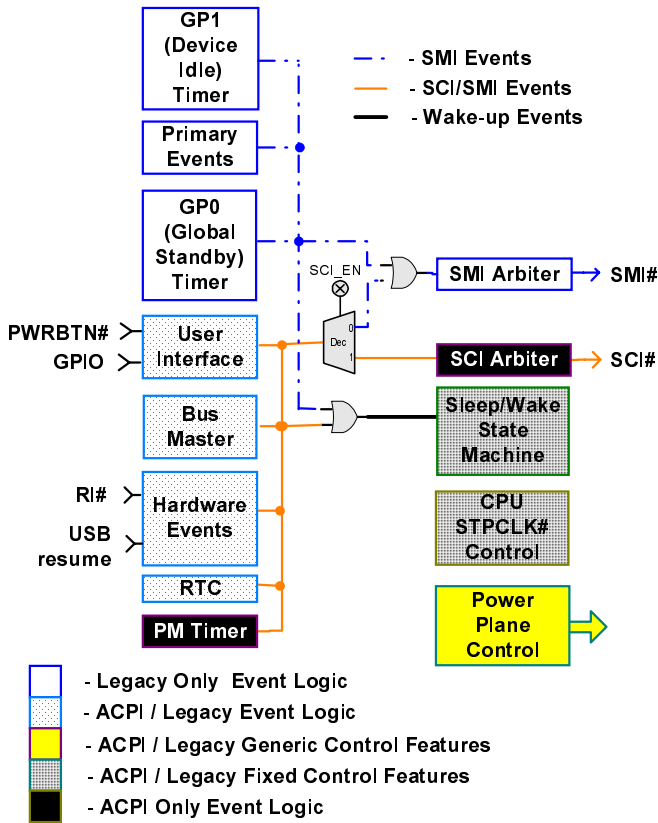 GP1
(Device
Idle)
Timer
- SMI Events
- SCI/SMI Events
- Wake-up Events
Primary
Events
GP0
(Global
Standby)
Timer
SCI_EN
SMI Arbiter
SMI#
PWRBTN#
GPIO
User
Interface
0
Dec
1
SCI Arbiter
SCI#
Bus
Master
Sleep/Wake
State
Machine
RI#
USB
resume
Hardware
Events
CPU
STPCLK#
Control
RTC
PM Timer
Power
Plane
Control
- Legacy Only Event Logic
- ACPI / Legacy Event Logic
- ACPI / Legacy Generic Control Features
- ACPI / Legacy Fixed Control Features
- ACPI Only Event Logic